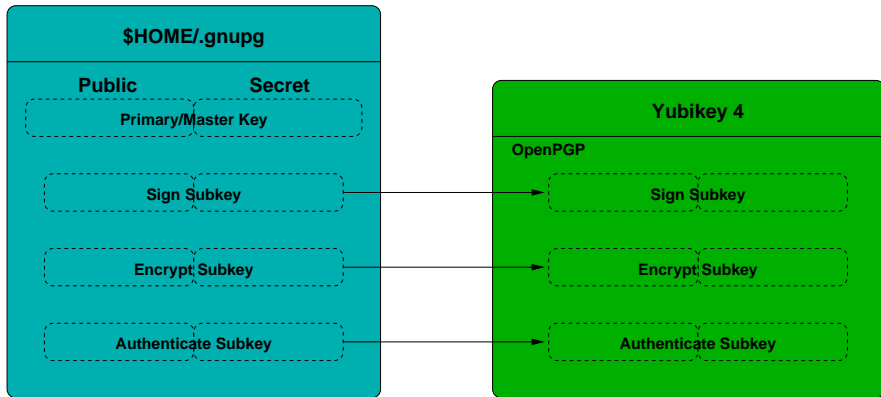 $HOME/.gnupg
Public Secret
Primary/Master Key
Sign Subkey
Encrypt Subkey
Authenticate Subkey
Yubikey 4
OpenPGP
Sign Subkey
Encrypt Subkey
Authenticate Subkey